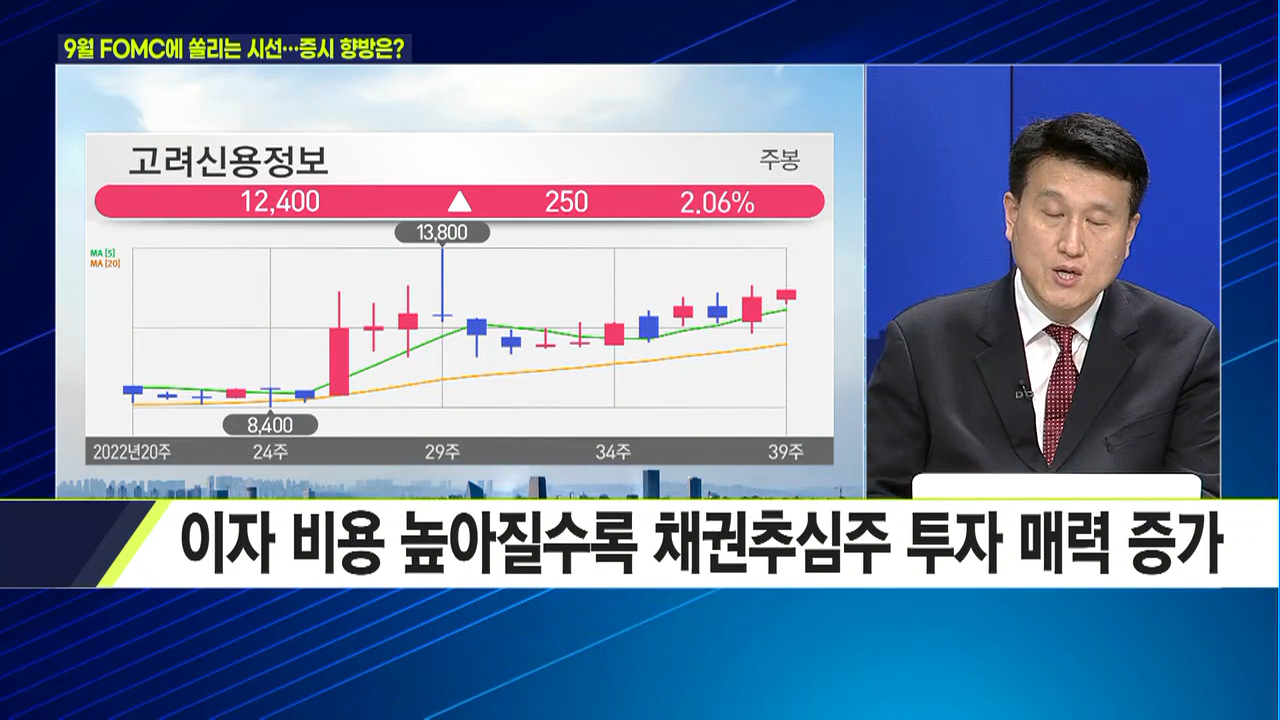 9월 FOMC에 쏠리는 시선…증시 향방은?
고려신용정보
주봉
12,400 ▲ 250 2.06%
13,800
MA [5]
MA [20]
8,400
2022년20주 24주 29주 34주 39주
이자 비용 높아질수록 채권추심주 투자 매력 증가